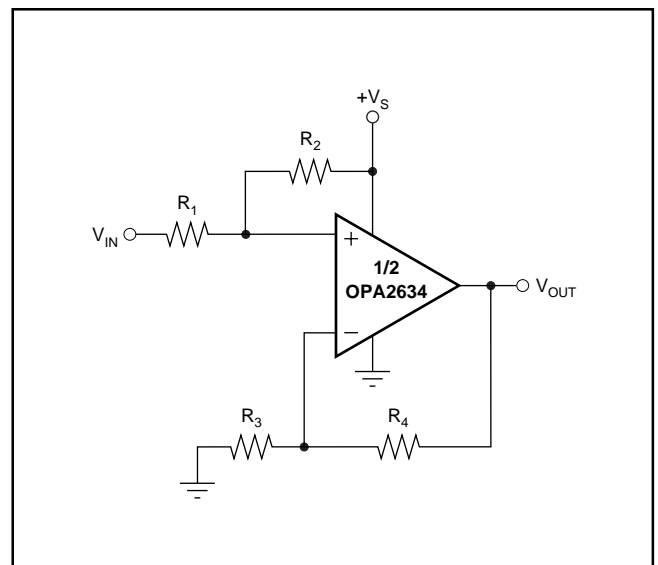 +V_S
R_2
R_1
V_IN
+
1/2
OPA2634
V_OUT
−
R_3
R_4